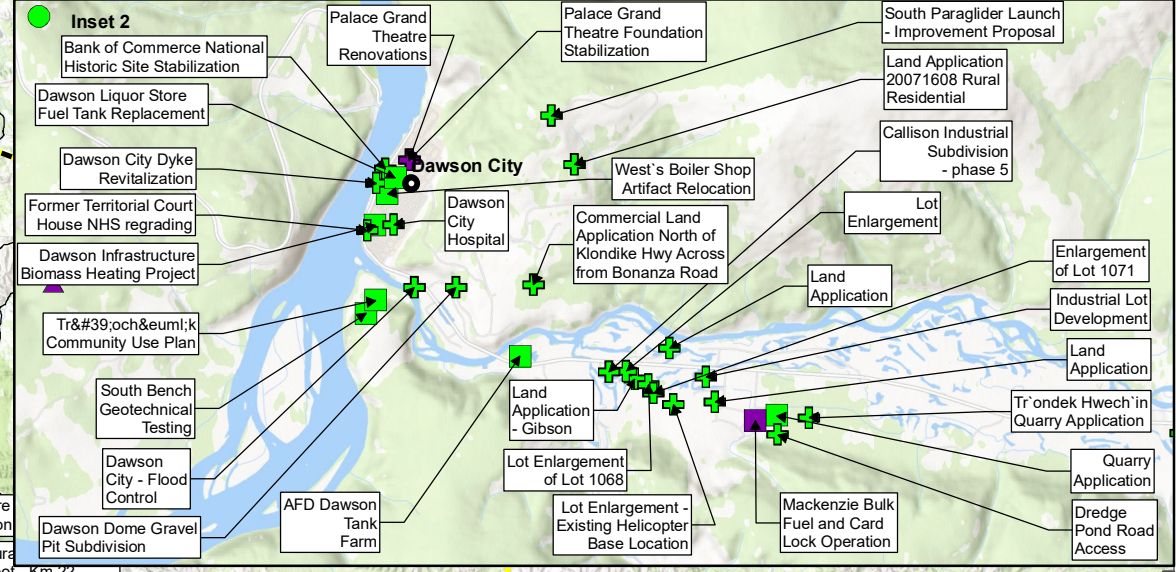 Inset 2
Palace Grand
Theatre
Renovations
Palace Grand
Theatre Foundation
Stabilization
South Paraglider Launch
- Improvement Proposal
Bank of Commerce National
Historic Site Stabilization
Land Application
20071608 Rural
Residential
Dawson Liquor Store
Fuel Tank Replacement
Callison Industrial
Subdivision
- phase 5
Dawson City Dyke
Revitalization
Dawson City
West`s Boiler Shop
Artifact Relocation
Former Territorial Court
House NHS regrading
Dawson
City
Hospital
Commercial Land
Application North of
Klondike Hwy Across
from Bonanza Road
Lot
Enlargement
Dawson Infrastructure
Biomass Heating Project
Land
Application
Enlargement
of Lot 1071
Industrial Lot
Development
Tr&#39;och&euml;k
Community Use Plan
Land
Application
South Bench
Geotechnical
Testing
Land
Application
- Gibson
Tr`ondek Hwech`in
Quarry Application
Dawson
City - Flood
Control
Lot Enlargement
of Lot 1068
Quarry
Application
AFD Dawson
Tank
Farm
Lot Enlargement -
Existing Helicopter
Base Location
Mackenzie Bulk
Fuel and Card
Lock Operation
Dredge
Pond Road
Access
Dawson Dome Gravel
Pit Subdivision